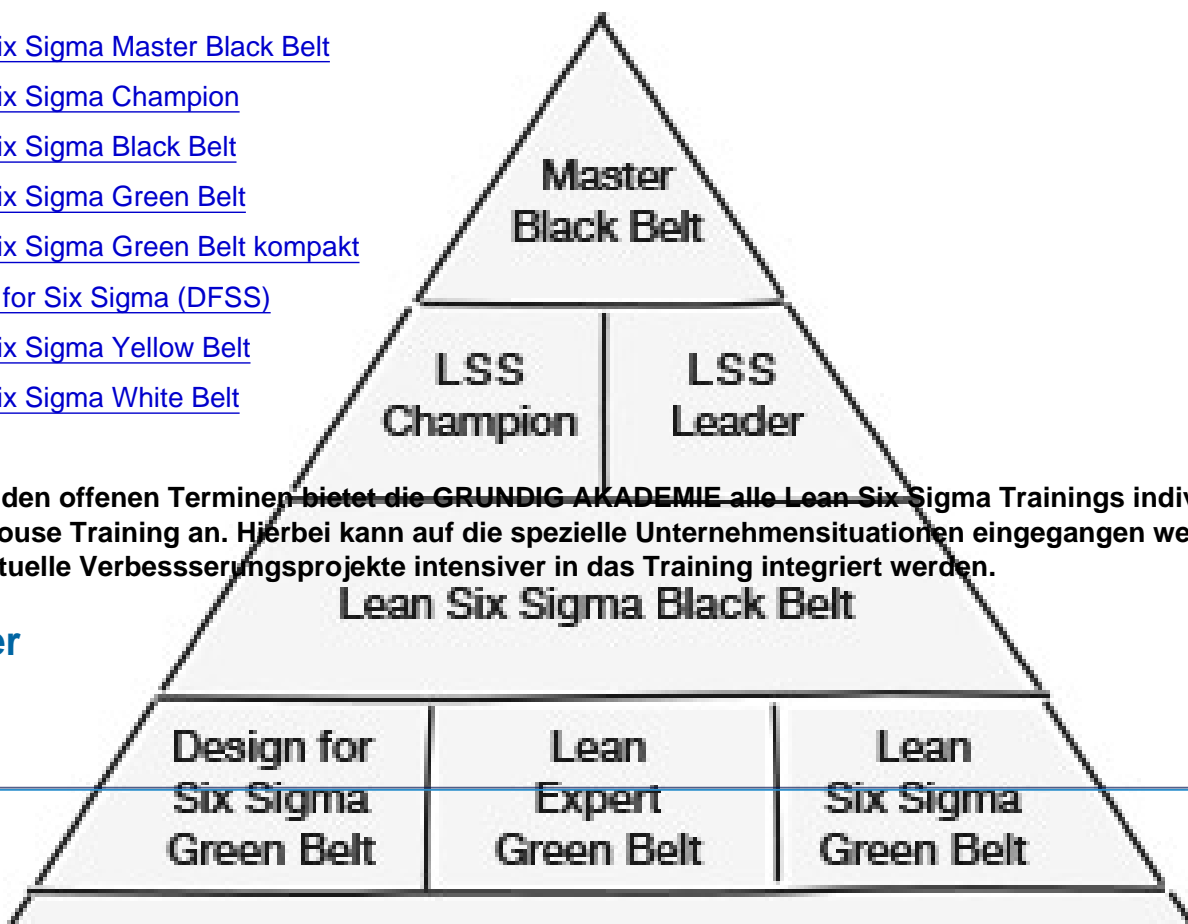 ix Sigma Master Black Belt
ix Sigma Champion
ix Sigma Black Belt
ix Sigma Green Belt
ix Sigma Green Belt kompakt
for Six Sigma (DFSS)
ix Sigma Yellow Belt
ix Sigma White Belt
Master
Black Belt
LSS
Champion
LSS
Leader
den offenen Terminen bietet die GRUNDIG AKADEMIE alle Lean Six Sigma Trainings indiv
ouse Training an. Hierbei kann auf die spezielle Unternehmensituationen eingegangen we
tuelle Verbessserungsprojekte intensiver in das Training integriert werden.
Lean Six Sigma Black Belt
er
Design for
Six Sigma
Green Belt
Lean
Expert
Green Belt
Lean
Six Sigma
Green Belt